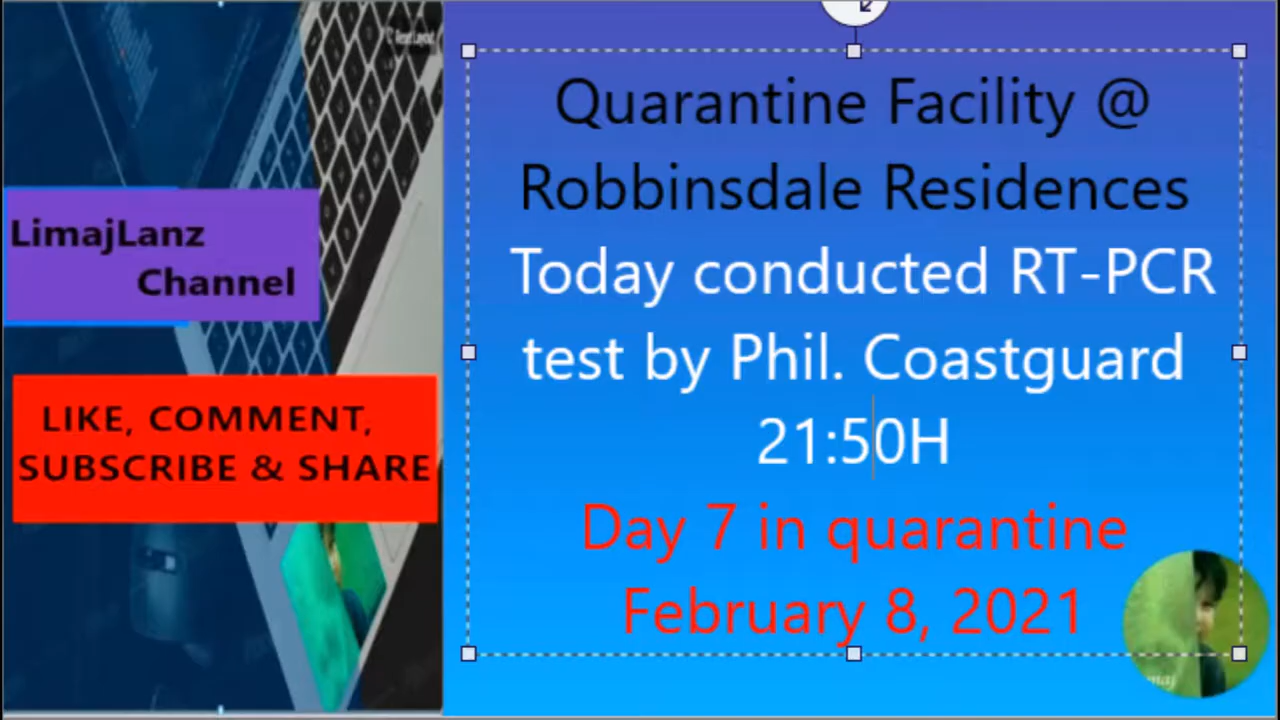 LimajLanz
Channel
LIKE, COMMENT,
SUBSCRIBE & SHARE
Quarantine Facility @
Robbinsdale Residences
Today conducted RT-PCR
test by Phil. Coastguard
21:50H
Day 7 in quarantine
February 8, 2021